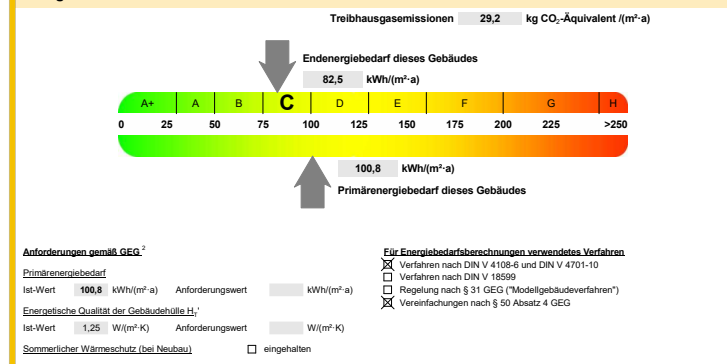 Treibhausgasemissionen 29,2 kg CO₂-Äquivalent /(m²·a)
Endenergiebedarf dieses Gebäudes
82,5 kWh/(m²·a)
A+ A B C D E F G H
0 25 50 75 100 125 150 175 200 225 >250
100,8 kWh/(m²·a)
Primärenergiebedarf dieses Gebäudes
Anforderungen gemäß GEG ²
Primärenergiebedarf
Ist-Wert 100,8 kWh/(m²·a) Anforderungswert kWh/(m²·a)
Energetische Qualität der Gebäudehülle H_T'
Ist-Wert 1,25 W/(m²·K) Anforderungswert W/(m²·K)
Sommerlicher Wärmeschutz (bei Neubau) ☐ eingehalten
Für Energiebedarfsberechnungen verwendetes Verfahren
☒ Verfahren nach DIN V 4108-6 und DIN V 4701-10
☐ Verfahren nach DIN V 18599
☐ Regelung nach § 31 GEG ("Modellgebäudeverfahren")
☒ Vereinfachungen nach § 50 Absatz 4 GEG